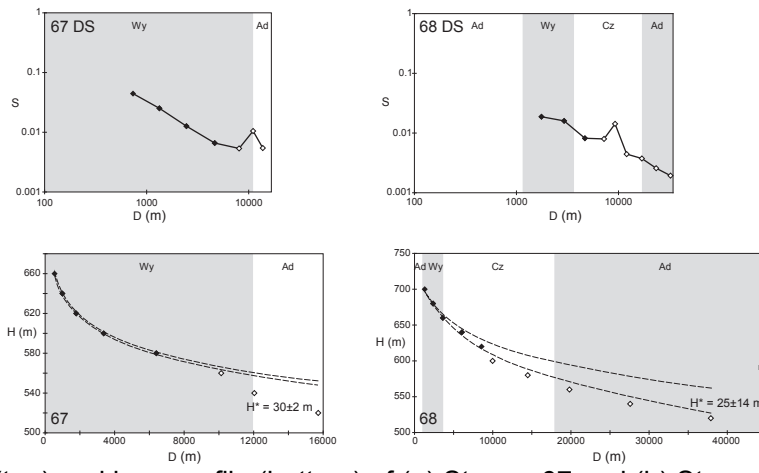 67 DS
Wy
Ad
1
0.1
S
0.01
0.001
100
1000
10000
D (m)
68 DS
Ad
Wy
Cz
Ad
1
0.1
S
0.01
0.001
100
1000
10000
D (m)
Wy
Ad
660
620
H (m)
580
540
500
H* = 30±2 m
67
0
4000
8000
12000
16000
D (m)
750
Ad
Wy
Cz
Ad
700
650
H (m)
600
550
500
H* = 25±14 m
68
0
10000
20000
30000
40000
D (m)